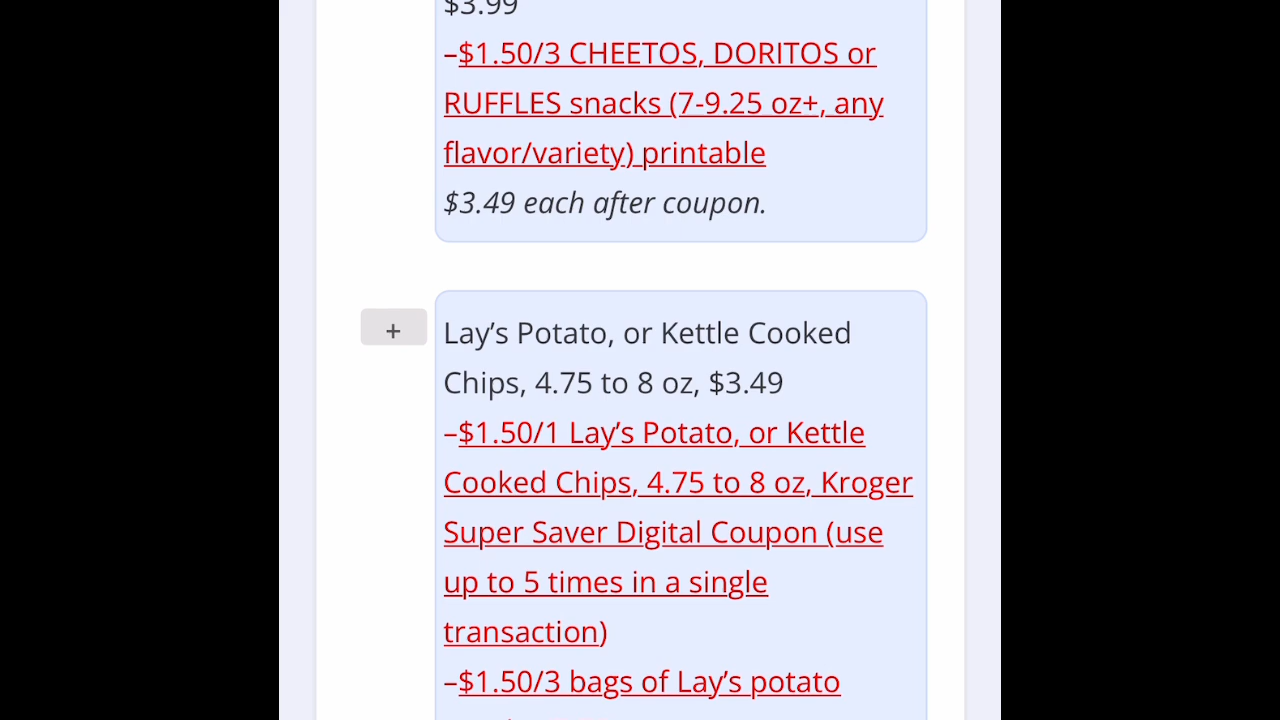 $3.99
–$1.50/3 CHEETOS, DORITOS or
RUFFLES snacks (7-9.25 oz+, any
flavor/variety) printable
$3.49 each after coupon.
+
Lay’s Potato, or Kettle Cooked
Chips, 4.75 to 8 oz, $3.49
–$1.50/1 Lay’s Potato, or Kettle
Cooked Chips, 4.75 to 8 oz, Kroger
Super Saver Digital Coupon (use
up to 5 times in a single
transaction)
–$1.50/3 bags of Lay’s potato